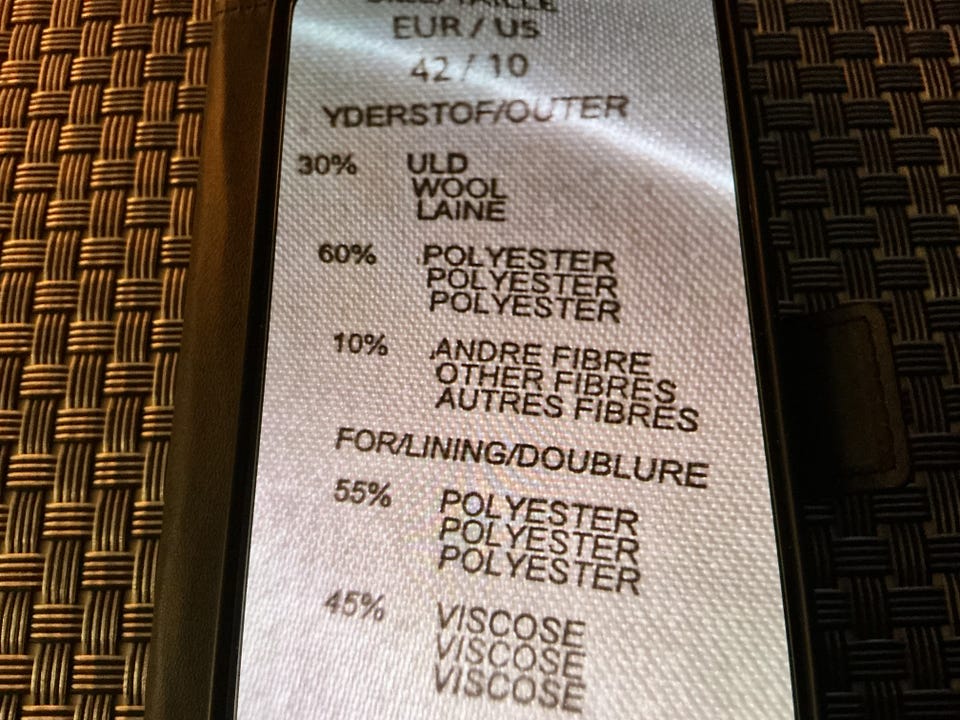 EUR / US
42 / 10
YDERSTOF/OUTER
30% ULD
WOOL
LAINE
60% POLYESTER
POLYESTER
POLYESTER
10% ANDRE FIBRE
OTHER FIBRES
AUTRES FIBRES
FOR/LINING/DOUBLURE
55% POLYESTER
POLYESTER
POLYESTER
45% VISCOSE
VISCOSE
VISCOSE